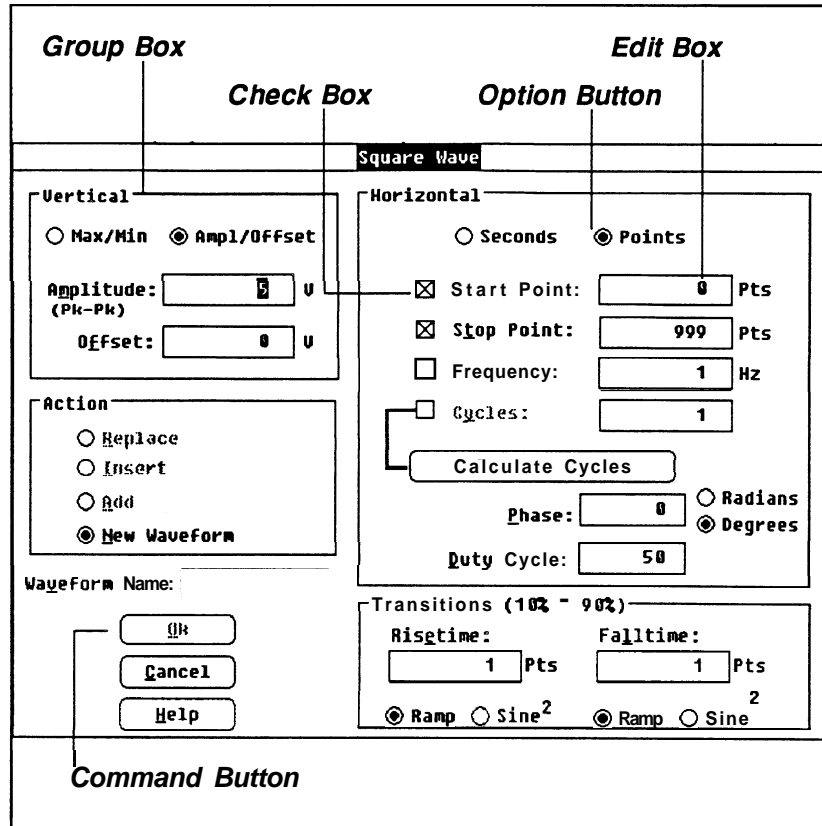 Group Box
Edit Box
Check Box
Option Button
Square Wave
Vertical
Max/Min Ampl/Offset
Amplitude: 5 V
(Pk-Pk)
Offset: 0 V
Horizontal
Seconds Points
Start Point: 0 Pts
Stop Point: 999 Pts
Frequency: 1 Hz
Cycles: 1
Calculate Cycles
Phase: 0 Radians
Degrees
Duty Cycle: 50
Action
Replace
Insert
Add
New Waveform
Waveform Name:
OK
Cancel
Help
Transitions (10% - 90%)
Risetime: Falltime:
1 Pts 1 Pts
Ramp Sine² Ramp Sine²
Command Button